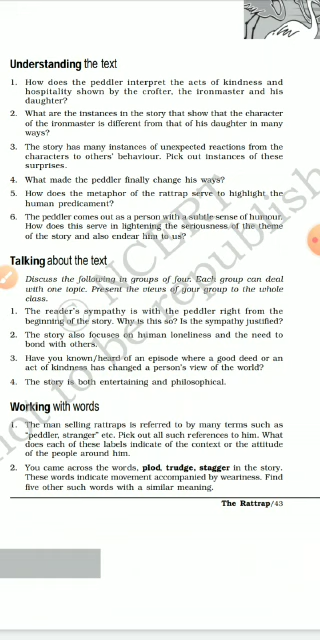 Understanding the text
1. How does the peddler interpret the acts of kindness and
hospitality shown by the crofter, the ironmaster and his
daughter?
2. What are the instances in the story that show that the character
of the ironmaster is different from that of his daughter in many
ways?
3. The story has many instances of unexpected reactions from the
characters to others' behaviour. Pick out instances of these
surprises.
4. What made the peddler finally change his ways?
5. How does the metaphor of the rattrap serve to highlight the
human predicament?
6. The peddler comes out as a person with a subtle sense of humour.
How does this serve in lightening the seriousness of the theme
of the story and also endear him to us?
Talking about the text
Discuss the following in groups of four. Each group can deal
with one topic. Present the views of your group to the whole
class.
1. The reader's sympathy is with the peddler right from the
beginning of the story. Why is this so? Is the sympathy justified?
2. The story also focuses on human loneliness and the need to
bond with others.
3. Have you known/heard of an episode where a good deed or an
act of kindness has changed a person's view of the world?
4. The story is both entertaining and philosophical.
Working with words
1. The man selling rattraps is referred to by many terms such as
"peddler, stranger" etc. Pick out all such references to him. What
does each of these labels indicate of the context or the attitude
of the people around him.
2. You came across the words, plod, trudge, stagger in the story.
These words indicate movement accompanied by weariness. Find
five other such words with a similar meaning.
The Rattrap/43
© NCERT
not to be republish